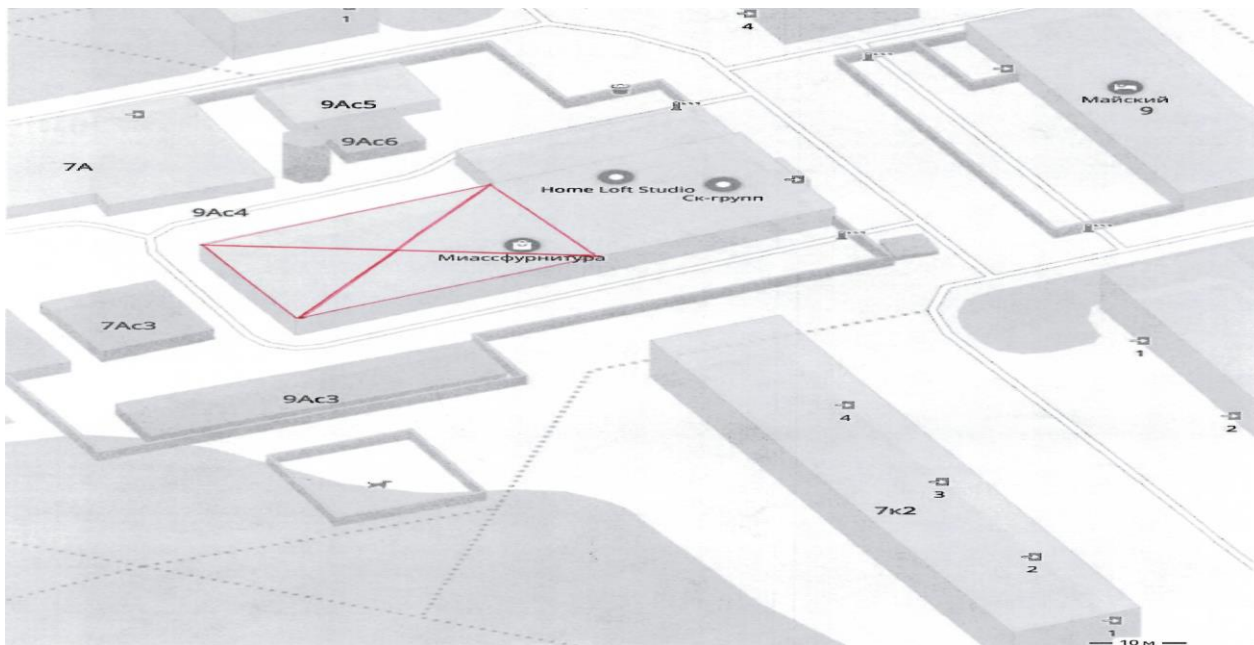 1
4
9Ас5
Майский
9
9Ас6
7А
Home Loft Studio
Ск-групп
9Ас4
Миассфурнитура
7Ас3
1
9Ас3
4
2
3
7к2
2
1
10 м